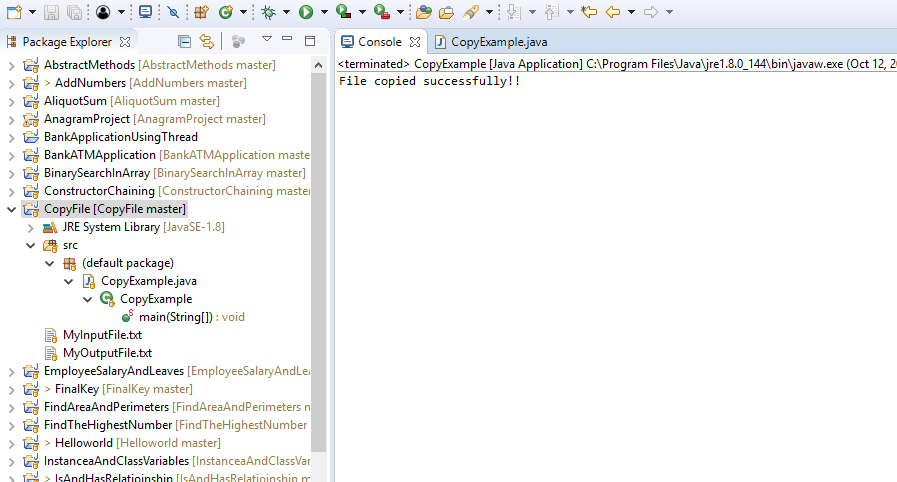 Package Explorer
AbstractMethods [AbstractMethods master]
> AddNumbers [AddNumbers master]
AliquotSum [AliquotSum master]
AnagramProject [AnagramProject master]
BankApplicationUsingThread
BankATMApplication [BankATMApplication maste
BinarySearchInArray [BinarySearchInArray master]
ConstructorChaining [ConstructorChaining master
CopyFile [CopyFile master]
JRE System Library [JavaSE-1.8]
src
(default package)
CopyExample.java
CopyExample
main(String[]) : void
MyInputFile.txt
MyOutputFile.txt
EmployeeSalaryAndLeaves [EmployeeSalaryAndLea
> FinalKey [FinalKey master]
FindAreaAndPerimeters [FindAreaAndPerimeters m
FindTheHighestNumber [FindTheHighestNumber
> Helloworld [Helloworld master]
InstanceaAndClassVariables [InstanceaAndClassVar
> IsAndHasRelatioinship [IsAndHasRelatioinship m
Console
CopyExample.java
<terminated> CopyExample [Java Application] C:\Program Files\Java\jre1.8.0_144\bin\javaw.exe (Oct 12, 20
File copied successfully!!